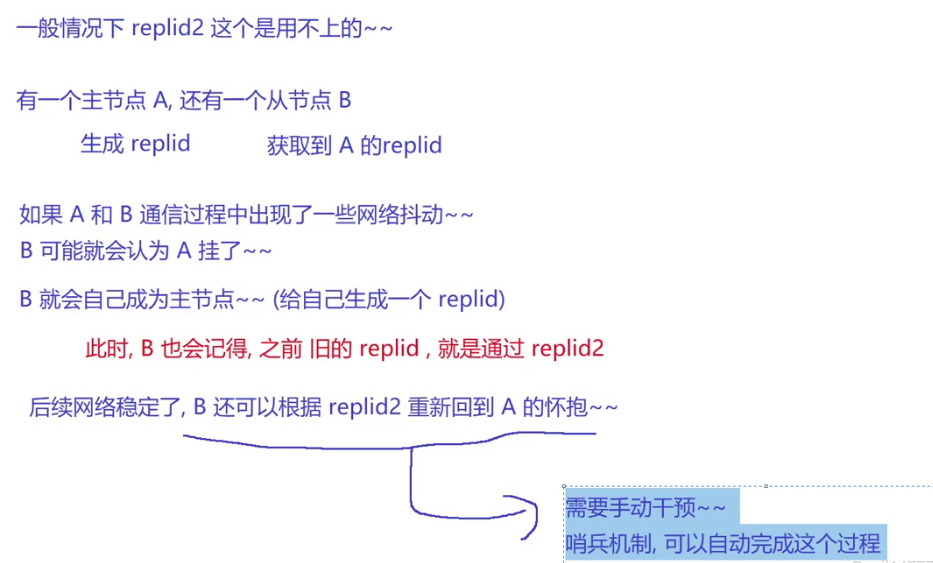 一般情况下 replid2 这个是用不上的~~
有一个主节点 A, 还有一个从节点 B
生成 replid 获取到 A 的replid
如果 A 和 B 通信过程中出现了一些网络抖动~~
B 可能就会认为 A 挂了~~
B 就会自己成为主节点~~ (给自己生成一个 replid)
此时, B 也会记得, 之前 旧的 replid , 就是通过 replid2
后续网络稳定了, B 还可以根据 replid2 重新回到 A 的怀抱~~
需要手动干预~~
哨兵机制, 可以自动完成这个过程